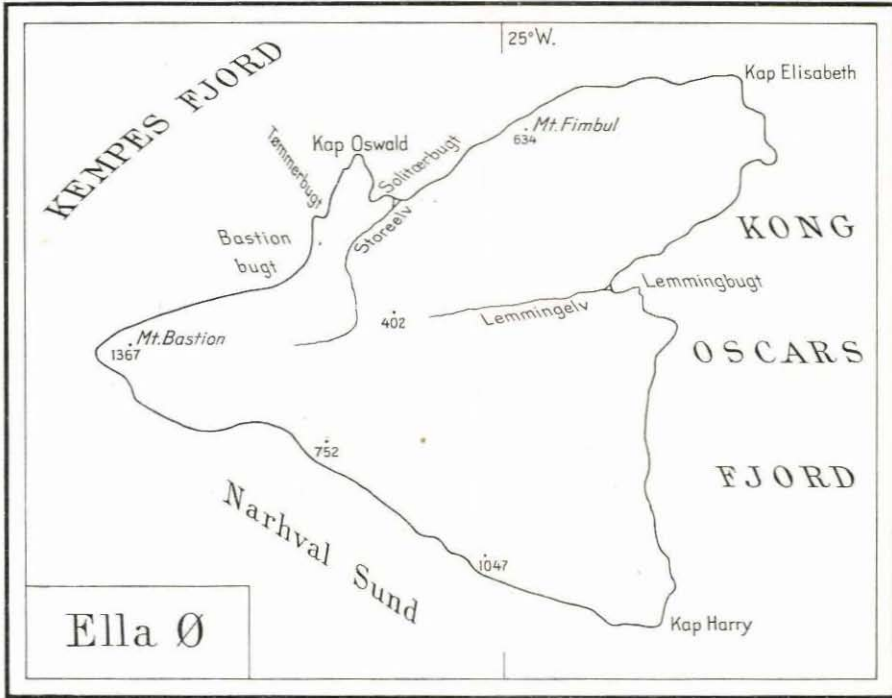 25°W.
Kap Elisabeth
KEMPES FJORD
Mt. Fimbul
634
Kap Oswald
Tømmerbugt
Solitærbugt
Storeelv
Bastion
bugt
KONG
Lemmingbugt
Lemmingelv
402
Mt. Bastion
1367
OSCARS
752
FJORD
Narhval Sund
1047
Kap Harry
Ella Ø